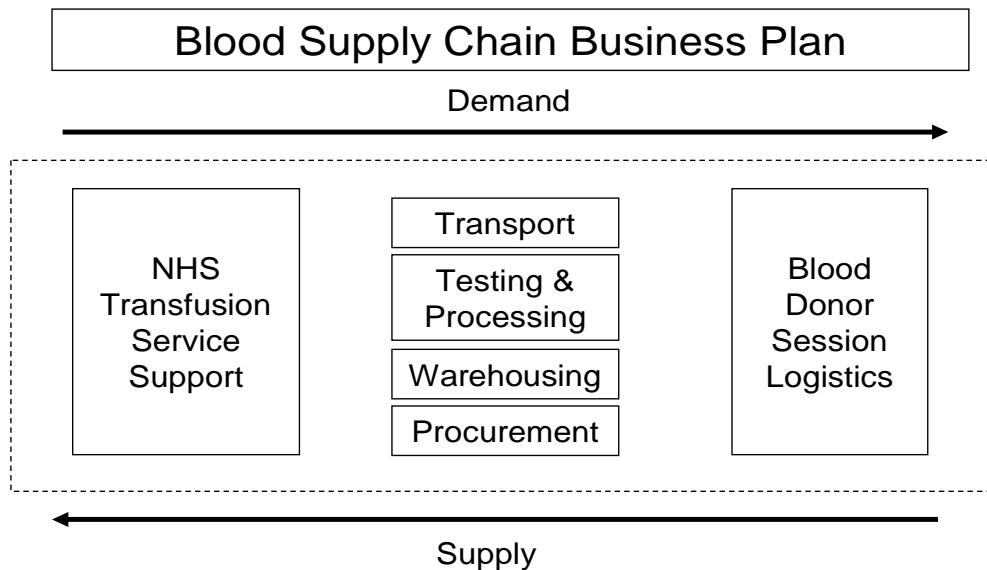 Blood Supply Chain Business Plan
Demand
NHS
Transfusion
Service
Support
Transport
Testing &
Processing
Warehousing
Procurement
Blood
Donor
Session
Logistics
Supply